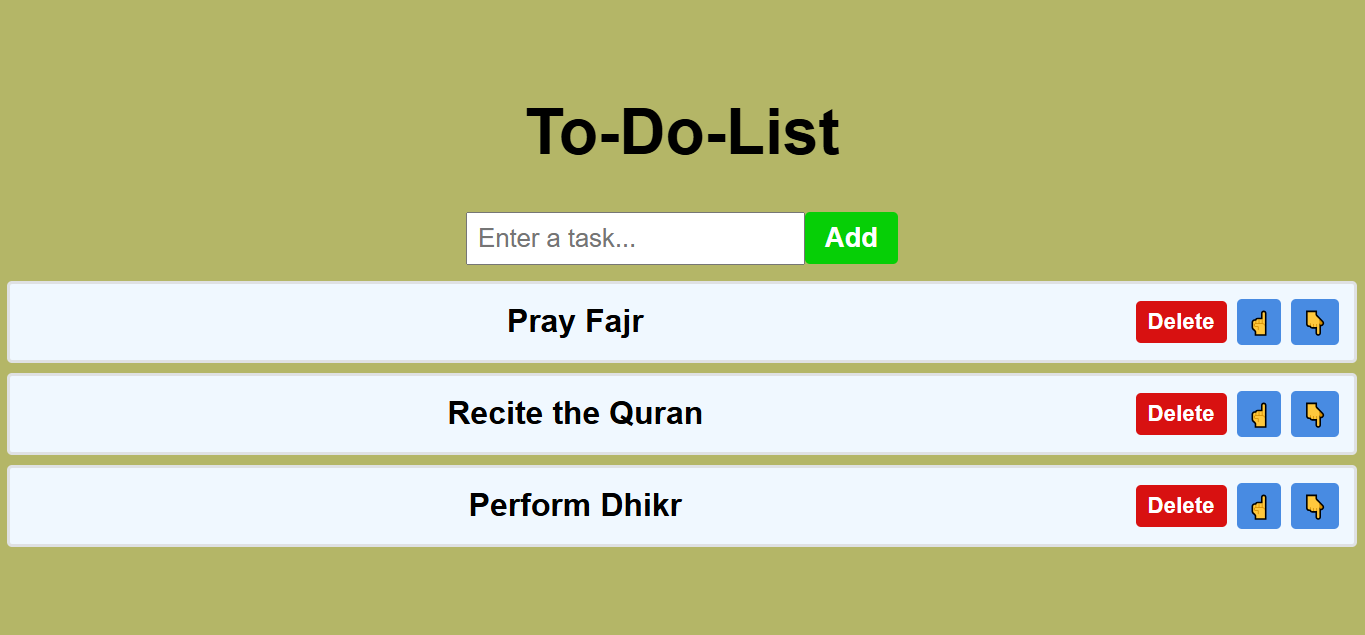 To-Do-List
Enter a task... Add
Pray Fajr Delete ☝ 👇
Recite the Quran Delete ☝ 👇
Perform Dhikr Delete ☝ 👇